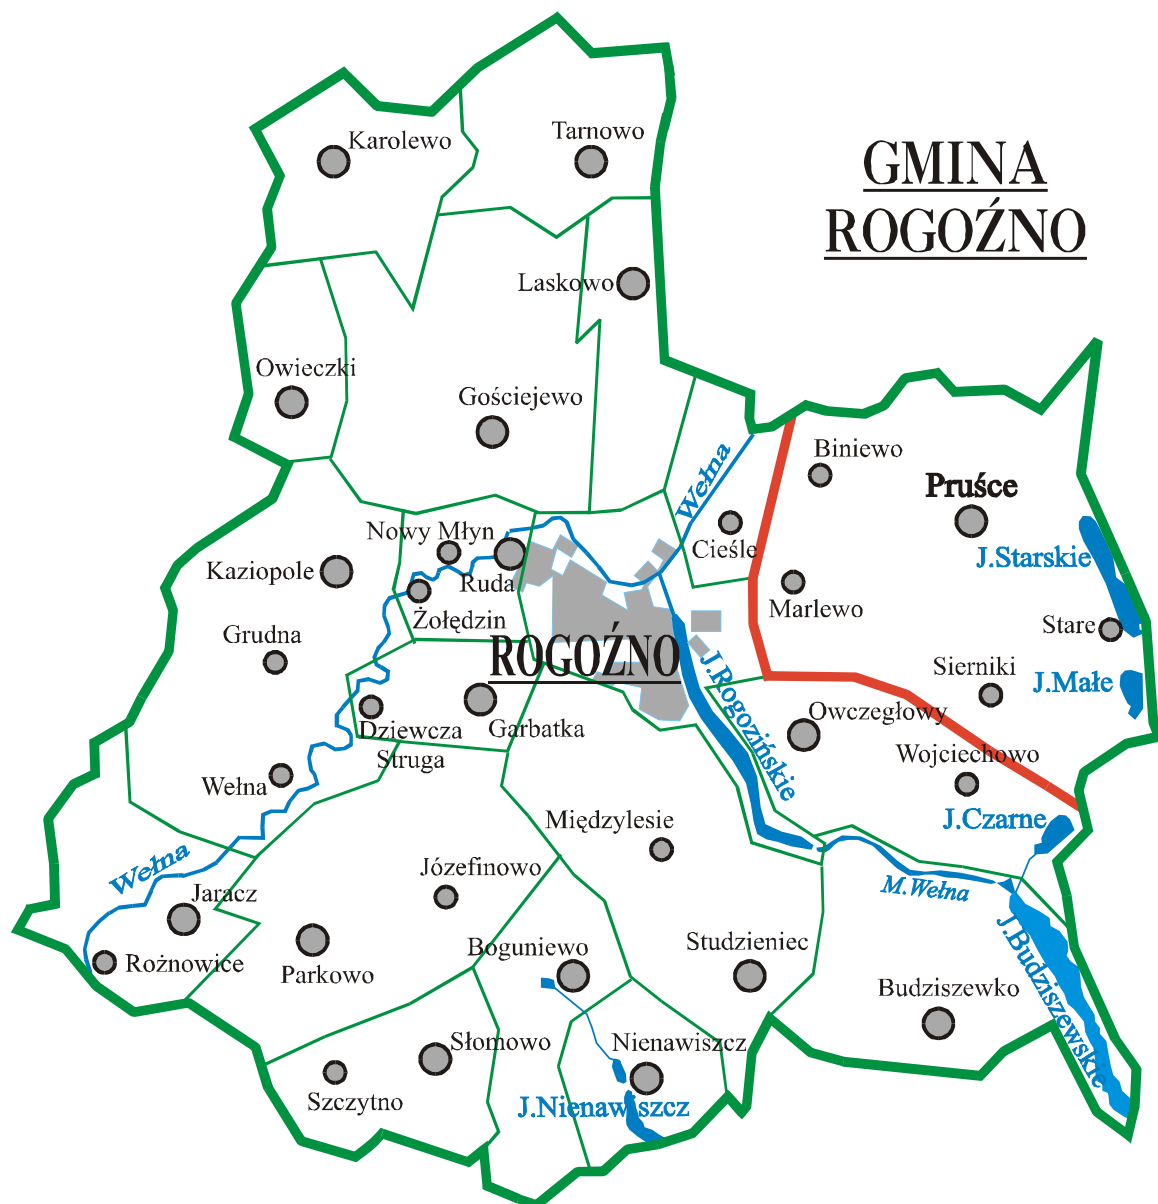 GMINA
ROGOŹNO
Karolewo
Tarnowo
Laskowo
Owieczki
Gościejewo
Wełna
Biniewo
Pruśce
Nowy Młyn
Cieśle
J.Starskie
Kaziopole
Ruda
Marlewo
Żołędzin
Stare
Grudna
ROGOŹNO
J.Rogozińskie
Sierniki
J.Małe
Owczegłowy
Dziewcza
Struga
Garbatka
Wojciechowo
Wełna
J.Czarne
Międzylesie
Wełna
Józefinowo
M.Wełna
Jaracz
J.Budziszewskie
Rożnowice
Parkowo
Boguniewo
Studzieniec
Budziszewko
Słomowo
Nienawiszcz
Szczytno
J.Nienawiszcz